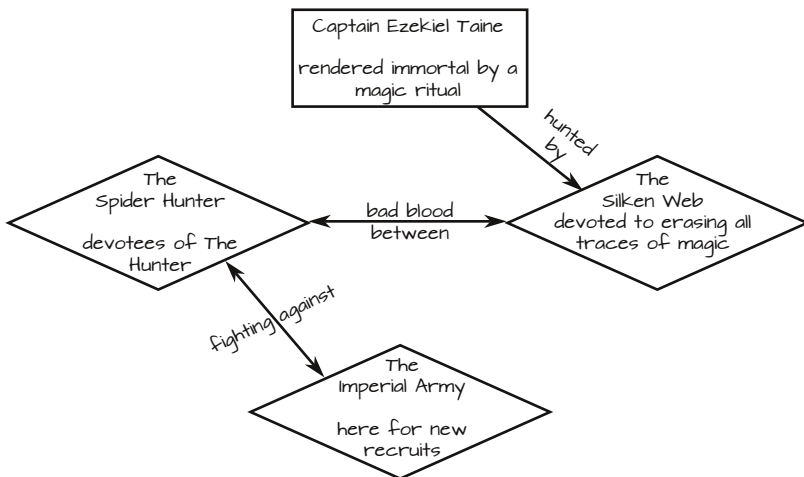 Captain Ezekiel Taine
rendered immortal by a
magic ritual
hunted
by
The
Spider Hunter
devotees of The
Hunter
bad blood
between
The
Silken Web
devoted to erasing all
traces of magic
fighting against
The
Imperial Army
here for new
recruits